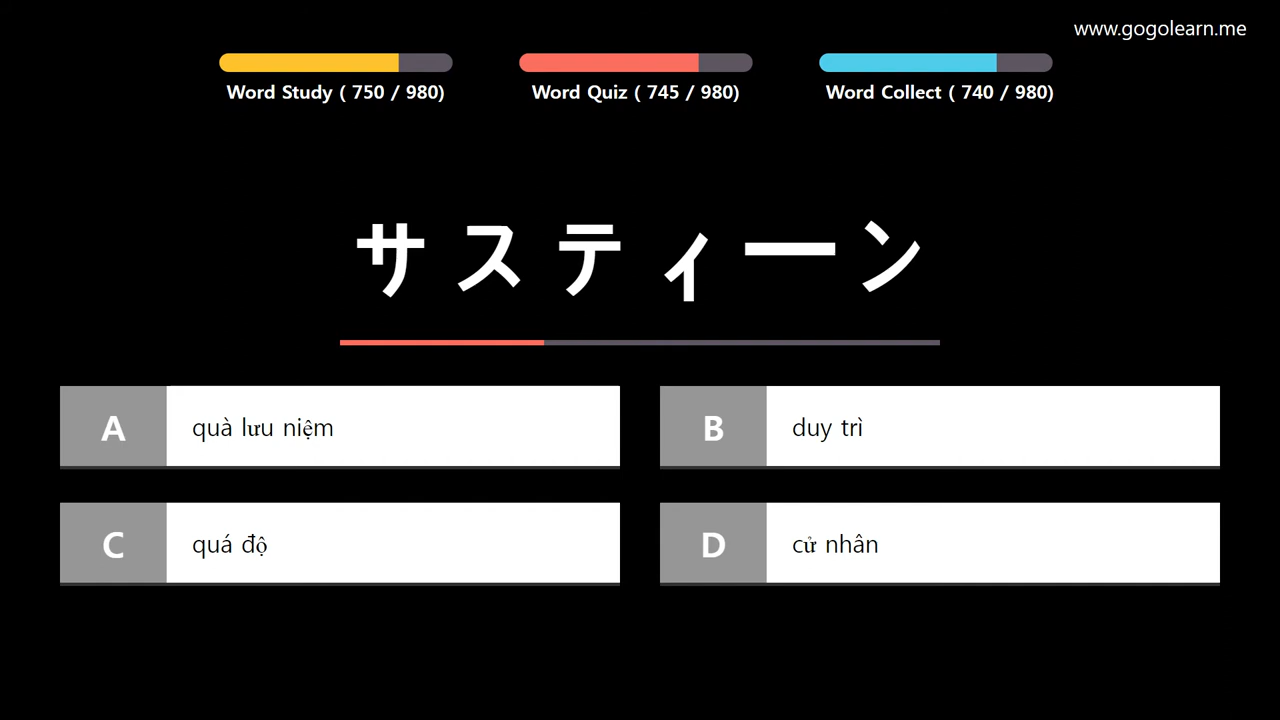 www.gogolearn.me
Word Study ( 750 / 980)
Word Quiz ( 745 / 980)
Word Collect ( 740 / 980)
サスティーン
A
quà lưu niệm
B
duy trì
C
quá độ
D
cử nhân